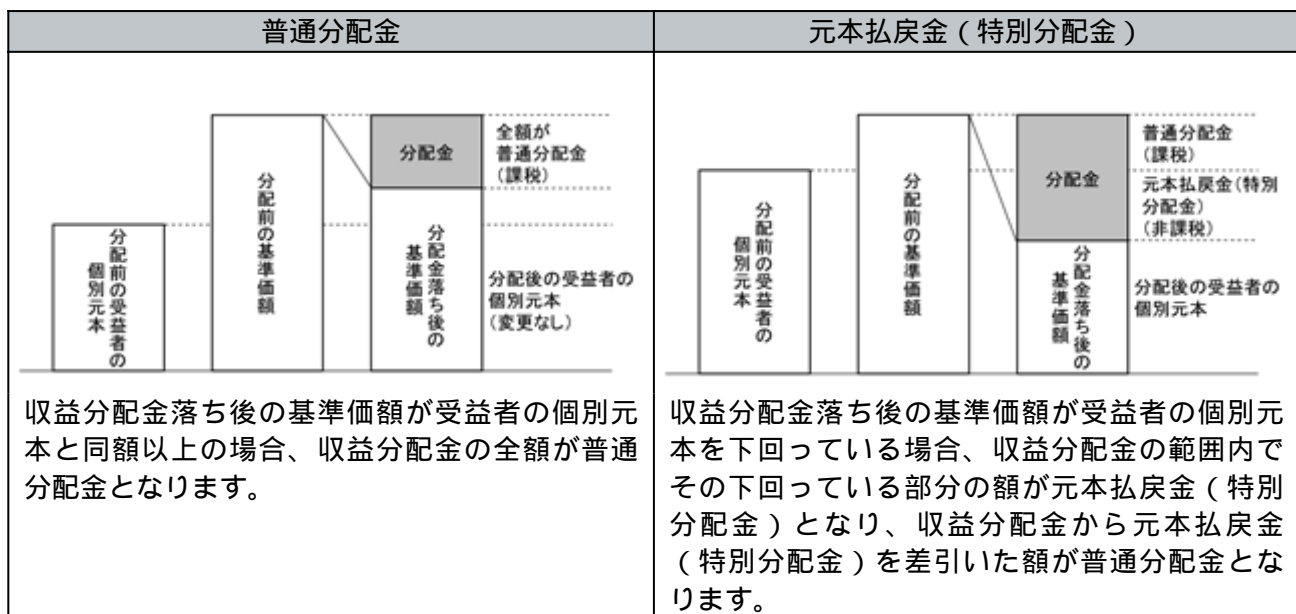 普通分配金
分配前の受益者の
個別元本
分配前の基準価額
分配金
分配金落ち後の
基準価額
全額が
普通分配金
(課税)
分配後の受益者の
個別元本
(変更なし)
収益分配金落ち後の基準価額が受益者の個別元
本と同額以上の場合、収益分配金の全額が普通
分配金となります。
元本払戻金(特別分配金)
分配前の受益者の
個別元本
分配前の基準価額
分配金
分配金落ち後の
基準価額
普通分配金
(課税)
元本払戻金(特別
分配金)
(非課税)
分配後の受益者の
個別元本
収益分配金落ち後の基準価額が受益者の個別元
本を下回っている場合、収益分配金の範囲内で
その下回っている部分の額が元本払戻金(特別
分配金)となり、収益分配金から元本払戻金
(特別分配金)を差引いた額が普通分配金とな
ります。